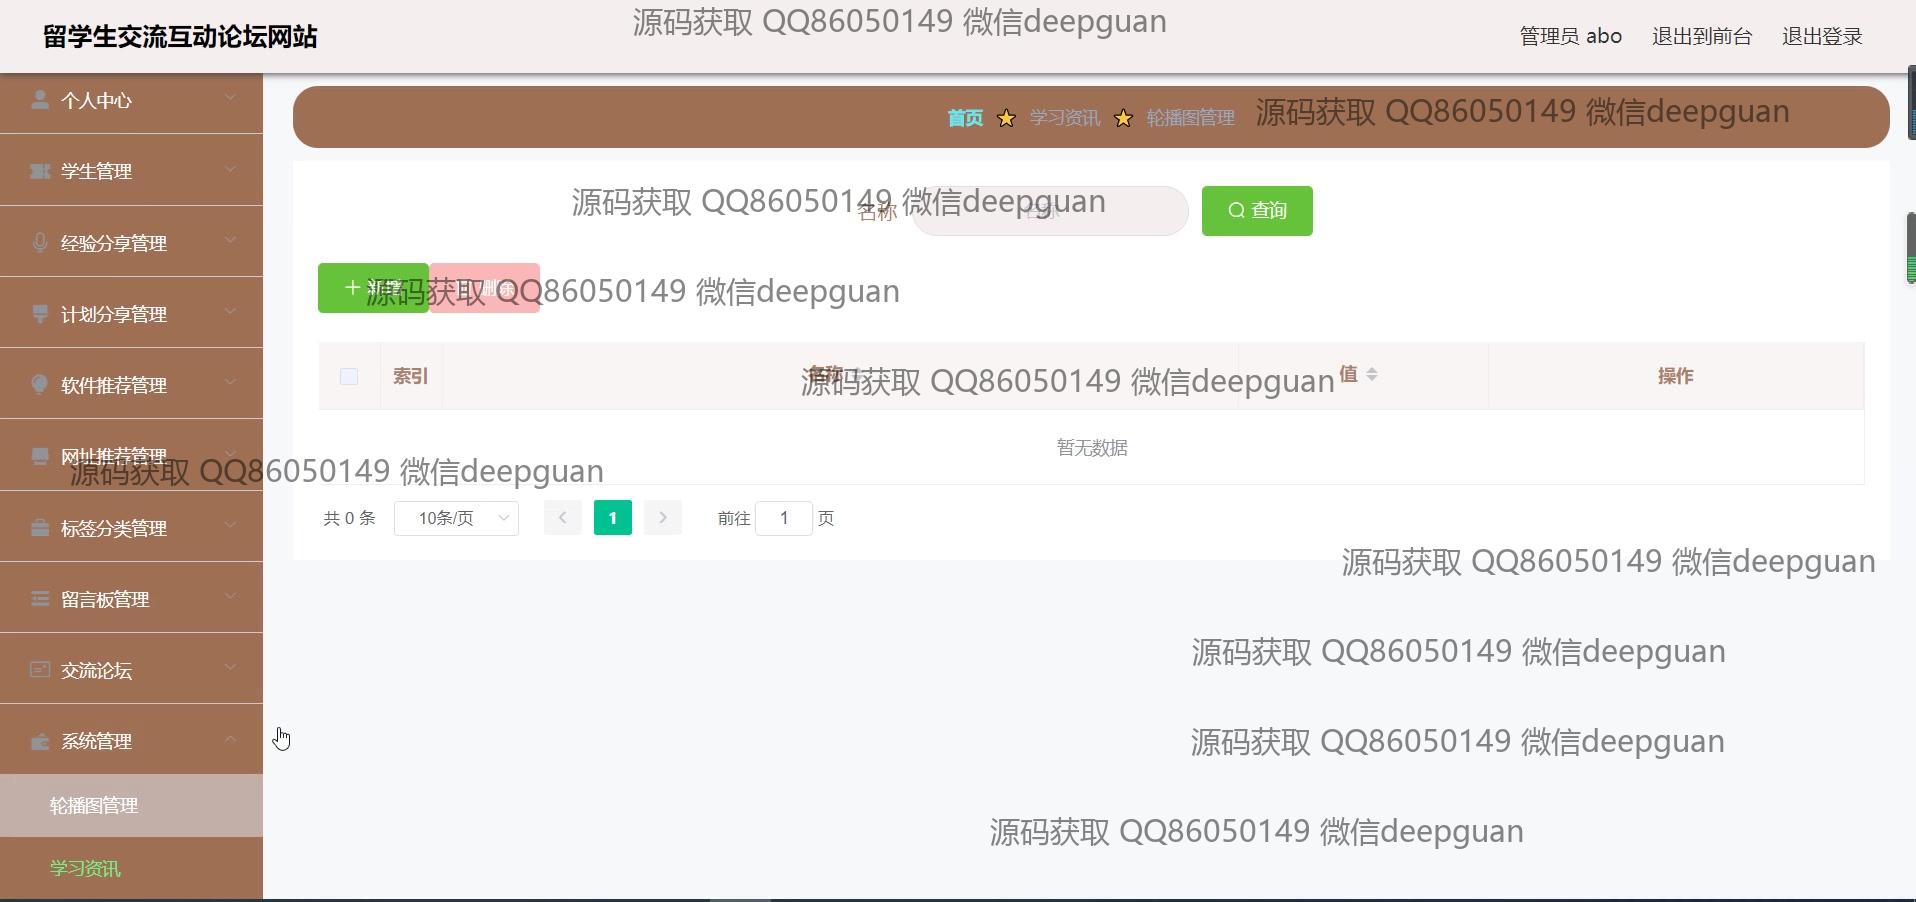 留学生交流互动论坛网站
源码获取 QQ86050149 微信deepguan
管理员 abo 退出到前台 退出登录
个人中心
首页 学习资讯 轮播图管理
源码获取 QQ86050149 微信deepguan
学生管理
源码获取 QQ86050149 微信deepguan
名称 名称 查询
经验分享管理
新增 删除
源码获取 QQ86050149 微信deepguan
计划分享管理
索引 名称 值 操作
源码获取 QQ86050149 微信deepguan
软件推荐管理
暂无数据
网址推荐管理
源码获取 QQ86050149 微信deepguan
共 0 条 10条/页 1 前往 1 页
标签分类管理
源码获取 QQ86050149 微信deepguan
留言板管理
源码获取 QQ86050149 微信deepguan
交流论坛
系统管理
源码获取 QQ86050149 微信deepguan
轮播图管理
源码获取 QQ86050149 微信deepguan
学习资讯